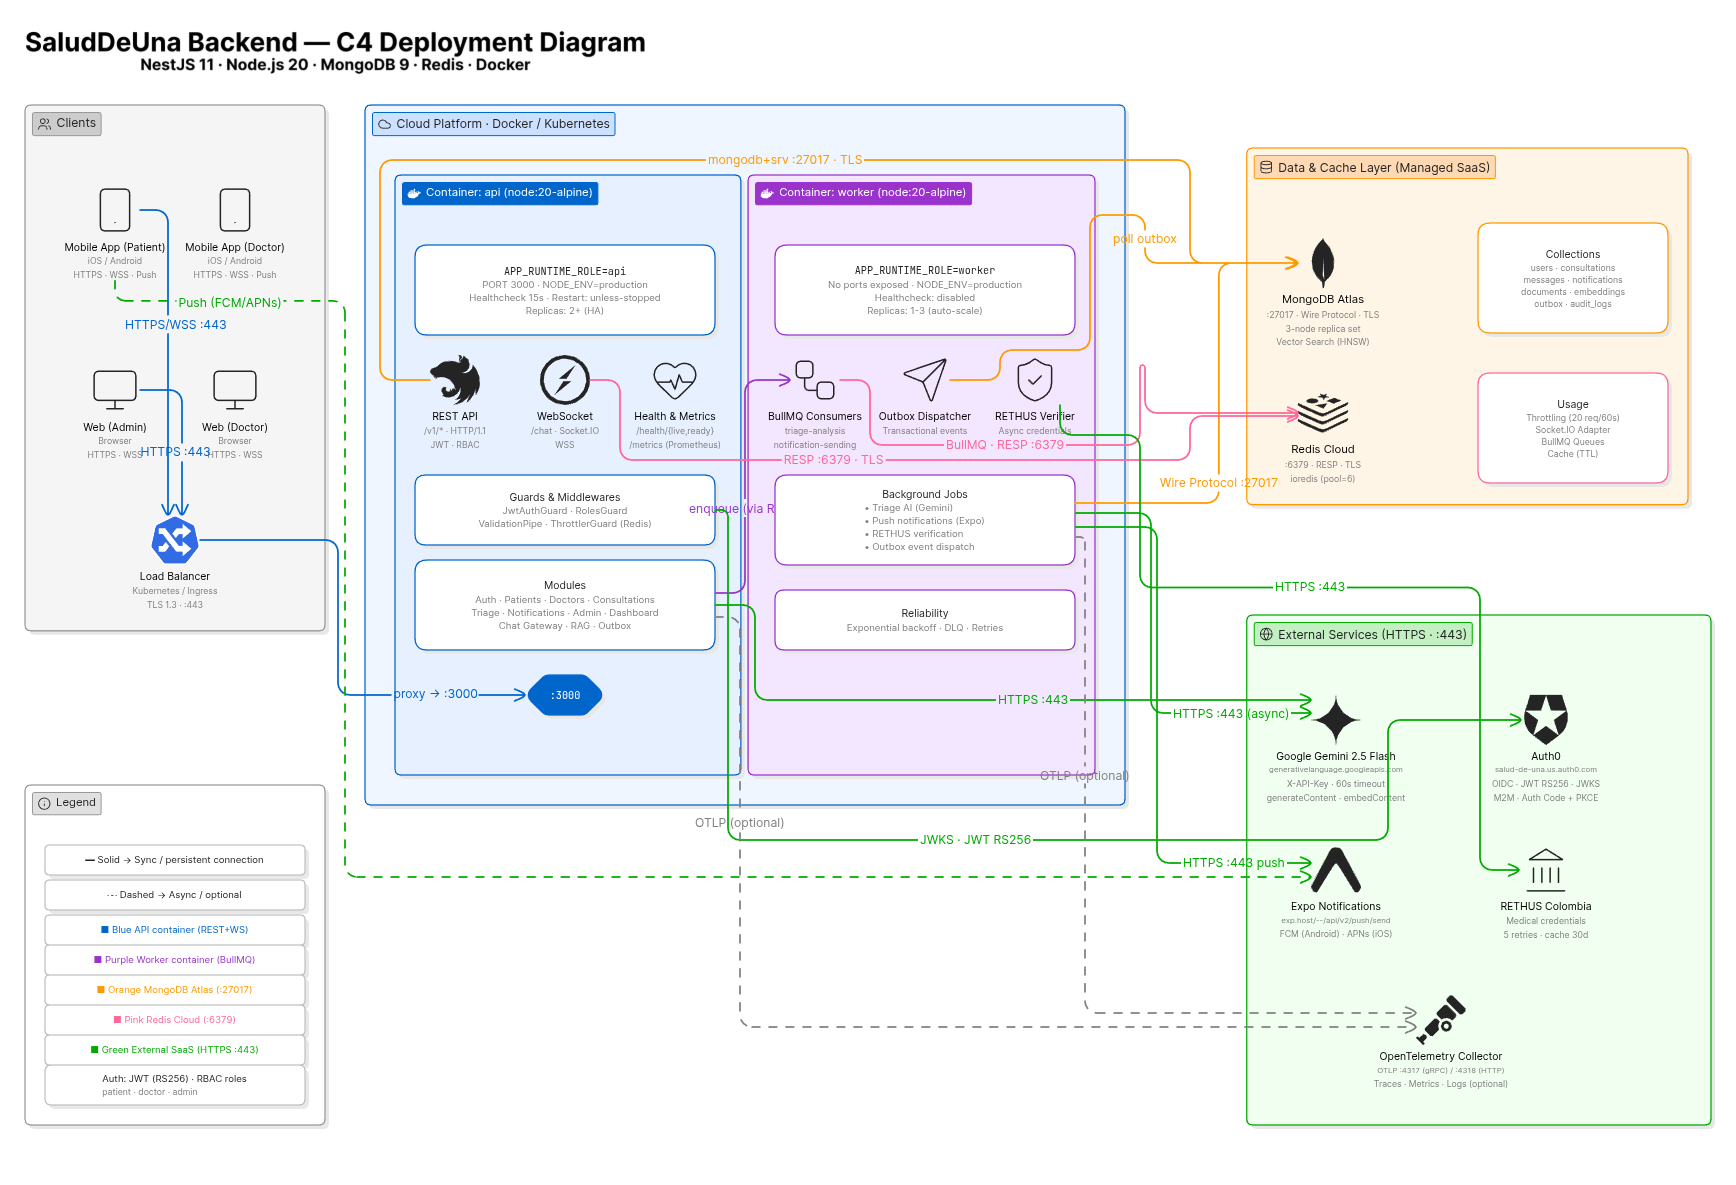 SaludDeUna Backend — C4 Deployment Diagram
NestJS 11 · Node.js 20 · MongoDB 9 · Redis · Docker
Clients
Mobile App (Patient)
iOS / Android
HTTPS · WSS · Push
Mobile App (Doctor)
iOS / Android
HTTPS · WSS · Push
Push (FCM/APNs)
HTTPS/WSS :443
Web (Admin)
Browser
HTTPS · WSS
Web (Doctor)
Browser
HTTPS · WSS
HTTPS :443
Load Balancer
Kubernetes / Ingress
TLS 1.3 · :443
Cloud Platform · Docker / Kubernetes
mongodb+srv :27017 · TLS
Container: api (node:20-alpine)
APP_RUNTIME_ROLE=api
PORT 3000 · NODE_ENV=production
Healthcheck 15s · Restart: unless-stopped
Replicas: 2+ (HA)
REST API
/v1/* · HTTP/1.1
JWT · RBAC
WebSocket
/chat · Socket.IO
WSS
Health & Metrics
/health/{live,ready}
/metrics (Prometheus)
Guards & Middlewares
JwtAuthGuard · RolesGuard
ValidationPipe · ThrottlerGuard (Redis)
Modules
Auth · Patients · Doctors · Consultations
Triage · Notifications · Admin · Dashboard
Chat Gateway · RAG · Outbox
proxy → :3000
:3000
Container: worker (node:20-alpine)
APP_RUNTIME_ROLE=worker
No ports exposed · NODE_ENV=production
Healthcheck: disabled
Replicas: 1-3 (auto-scale)
BullMQ Consumers
triage-analysis
notification-sending
Outbox Dispatcher
Transactional events
RETHUS Verifier
Async credentials
BullMQ · RESP :6379
RESP :6379 · TLS
enqueue (via R
Background Jobs
• Triage AI (Gemini)
• Push notifications (Expo)
• RETHUS verification
• Outbox event dispatch
Reliability
Exponential backoff · DLQ · Retries
poll outbox
Wire Protocol :27017
HTTPS :443
HTTPS :443
HTTPS :443 (async)
OTLP (optional)
OTLP (optional)
JWKS · JWT RS256
HTTPS :443 push
Data & Cache Layer (Managed SaaS)
MongoDB Atlas
:27017 · Wire Protocol · TLS
3-node replica set
Vector Search (HNSW)
Collections
users · consultations
messages · notifications
documents · embeddings
outbox · audit_logs
Redis Cloud
:6379 · RESP · TLS
ioredis (pool=6)
Usage
Throttling (20 req/60s)
Socket.IO Adapter
BullMQ Queues
Cache (TTL)
External Services (HTTPS · :443)
Google Gemini 2.5 Flash
generativelanguage.googleapis.com
X-API-Key · 60s timeout
generateContent · embedContent
Auth0
salud-de-una.us.auth0.com
OIDC · JWT RS256 · JWKS
M2M · Auth Code + PKCE
Expo Notifications
exp.host/--/api/v2/push/send
FCM (Android) · APNs (iOS)
RETHUS Colombia
Medical credentials
5 retries · cache 30d
OpenTelemetry Collector
OTLP :4317 (gRPC) / :4318 (HTTP)
Traces · Metrics · Logs (optional)
Legend
Solid → Sync / persistent connection
Dashed → Async / optional
Blue API container (REST+WS)
Purple Worker container (BullMQ)
Orange MongoDB Atlas (:27017)
Pink Redis Cloud (:6379)
Green External SaaS (HTTPS :443)
Auth: JWT (RS256) · RBAC roles
patient · doctor · admin